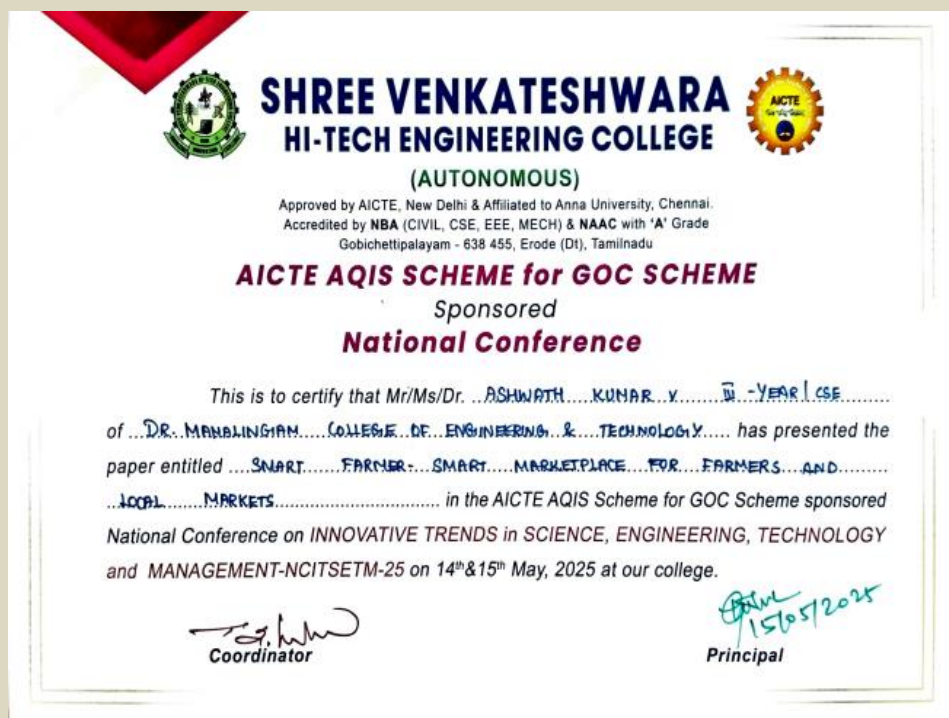 SHREE VENKATESHWARA
HI-TECH ENGINEERING COLLEGE
AICTE
(AUTONOMOUS)
Approved by AICTE, New Delhi & Affiliated to Anna University, Chennai.
Accredited by NBA (CIVIL, CSE, EEE, MECH) & NAAC with 'A' Grade
Gobichettipalayam - 638 455, Erode (Dt), Tamilnadu
AICTE AQIS SCHEME for GOC SCHEME
Sponsored
National Conference
This is to certify that Mr/Ms/Dr. ASHWATH KUMAR V III -YEAR / CSE
of DR. MAHALINGAM COLLEGE OF ENGINEERING & TECHNOLOGY has presented the
paper entitled SMART FARMER- SMART MARKETPLACE FOR FARMERS AND
LOCAL MARKETS in the AICTE AQIS Scheme for GOC Scheme sponsored
National Conference on INNOVATIVE TRENDS in SCIENCE, ENGINEERING, TECHNOLOGY
and MANAGEMENT-NCITSETM-25 on 14th&15th May, 2025 at our college.
15/05/2025
Coordinator
Principal